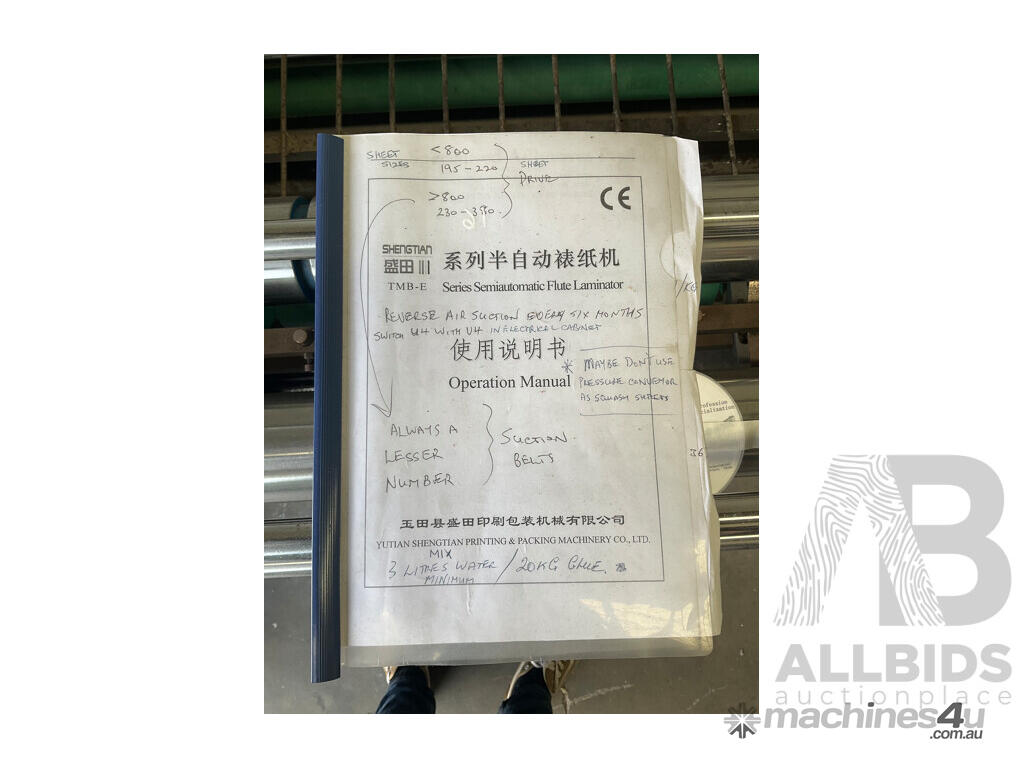 SHEET <800
SIZES 195-220 SHEET
DRIVE
>800
230-
CE
SHENGTIAN
盛田
系列半自动裱纸机
TMB-E Series Semiautomatic Flute Laminator
REVERSE AIR SUCTION EVERY SIX MONTHS
SWITCH U4 WITH V4 IN ELECTRICAL CABINET
使用说明书
Operation Manual
* MAYBE DON'T USE
PRESSURE CONVEYOR
AS SQUASH SHEETS
ALWAYS A
LESSER
NUMBER
SUCTION
BELTS
玉田县盛田印刷包装机械有限公司
YUTIAN SHENGTIAN PRINTING & PACKING MACHINERY CO., LTD.
MIX
3 LITRES WATER / 20KG GLUE
MINIMUM
AB
ALLBIDS
auctionplace
machines4u
.com.au